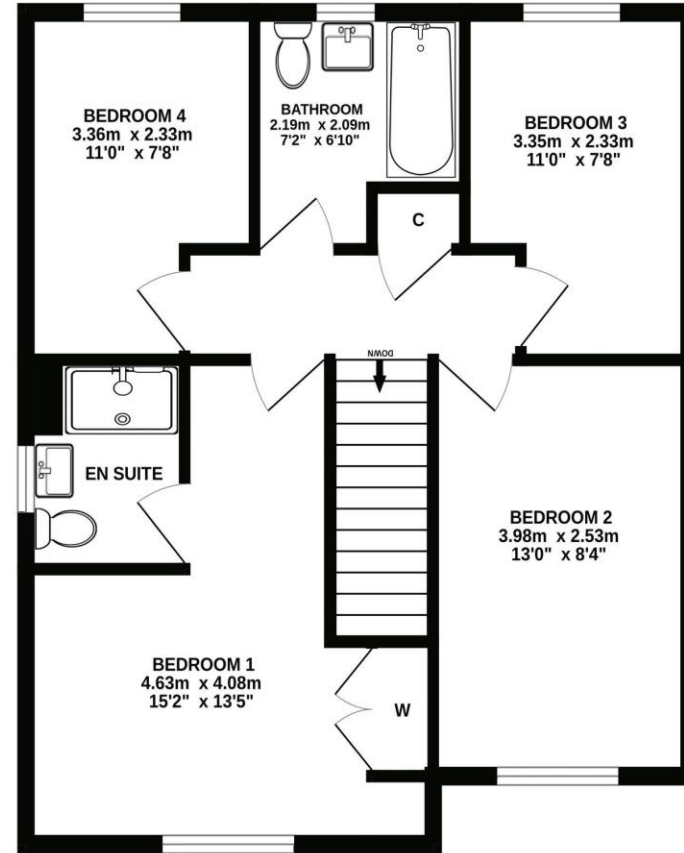 BEDROOM 4
3.36m x 2.33m
11'0" x 7'8"
BATHROOM
2.19m x 2.09m
7'2" x 6'10"
BEDROOM 3
3.35m x 2.33m
11'0" x 7'8"
C
DOWN
EN SUITE
BEDROOM 2
3.98m x 2.53m
13'0" x 8'4"
BEDROOM 1
4.63m x 4.08m
15'2" x 13'5"
W